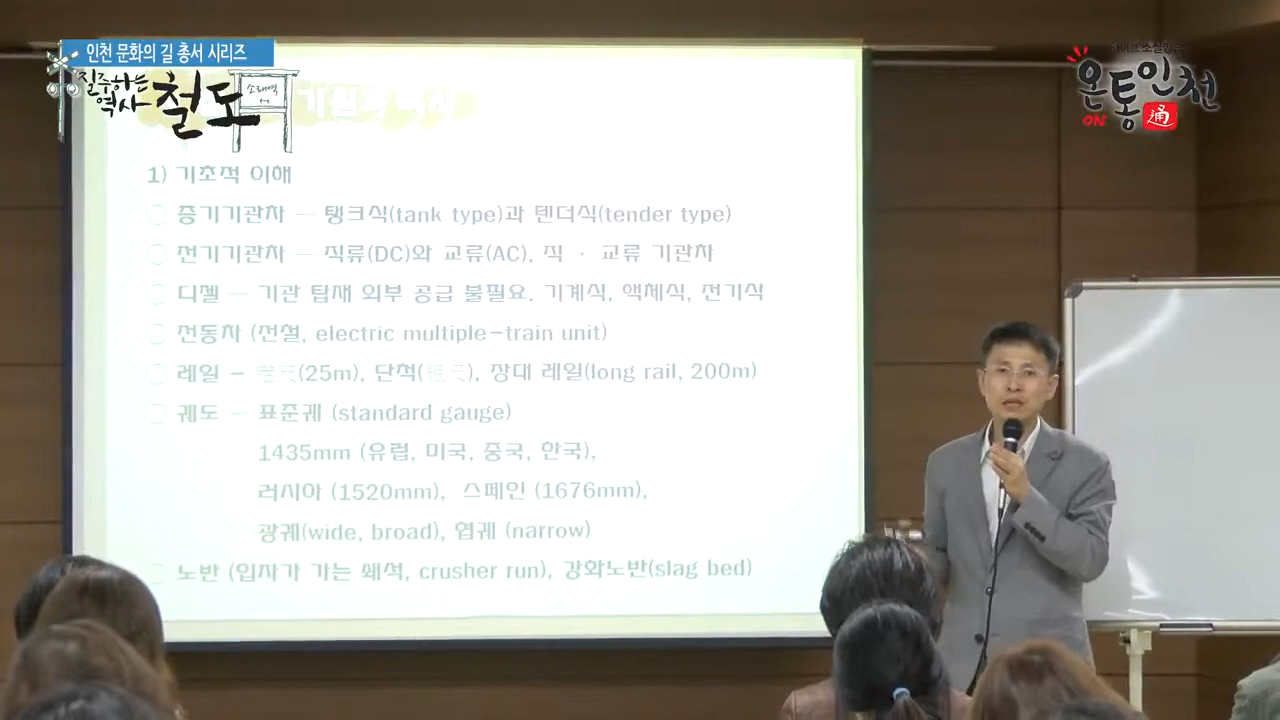 인천 문화의 길 총서 시리즈
질주하는
역사 철도
소래역
온통인천
ON 通
1) 기초적 이해
증기기관차 — 탱크식(tank type)과 텐더식(tender type)
전기기관차 — 직류(DC)와 교류(AC), 직 · 교류 기관차
디젤 — 기관 탑재 외부 공급 불필요. 기계식, 액체식, 전기식
전동차 (전철, electric multiple-train unit)
레일 - (25m), 단척( ), 장대 레일(long rail, 200m)
궤도 — 표준궤 (standard gauge)
1435mm (유럽, 미국, 중국, 한국),
러시아 (1520mm), 스페인 (1676mm),
광궤(wide, broad), 협궤 (narrow)
노반 (입자가 가는 쇄석, crusher run), 강화노반(slag bed)